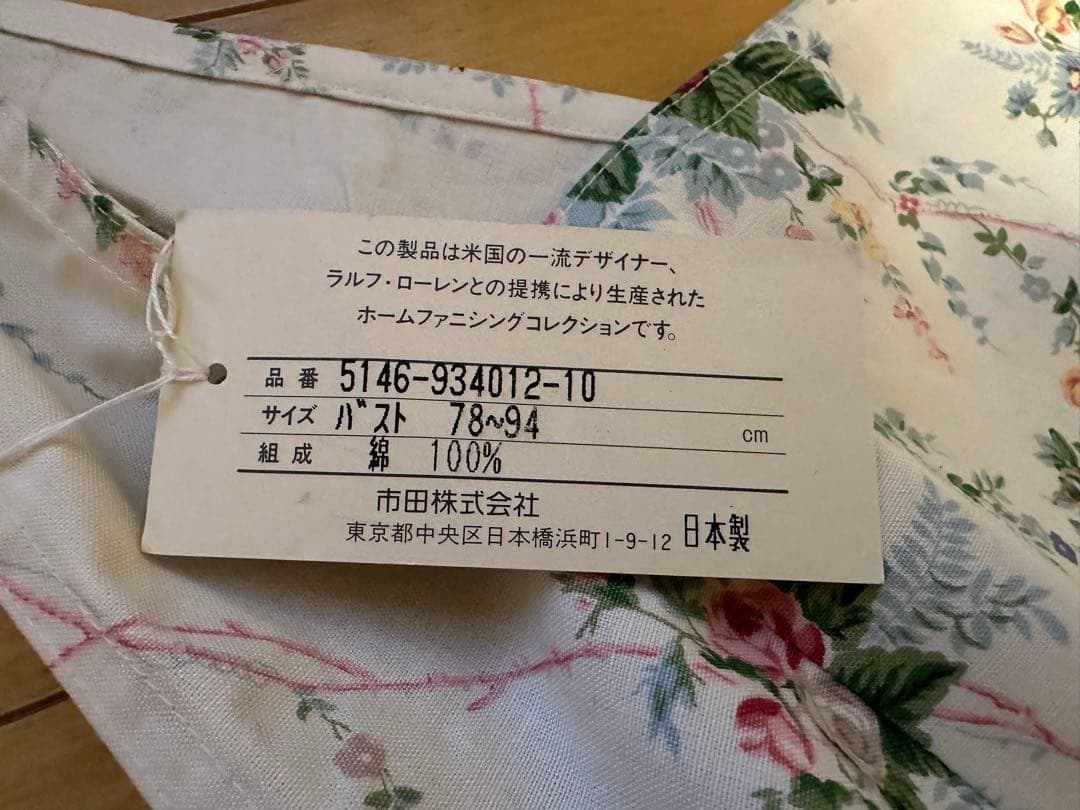 この製品は米国の一流デザイナー、
ラルフ・ローレンとの提携により生産された
ホームファニシングコレクションです。
品番 5146-934012-10
サイズ バスト 78~94 cm
組成 綿 100%
市田株式会社
東京都中央区日本橋浜町1-9-12 日本製